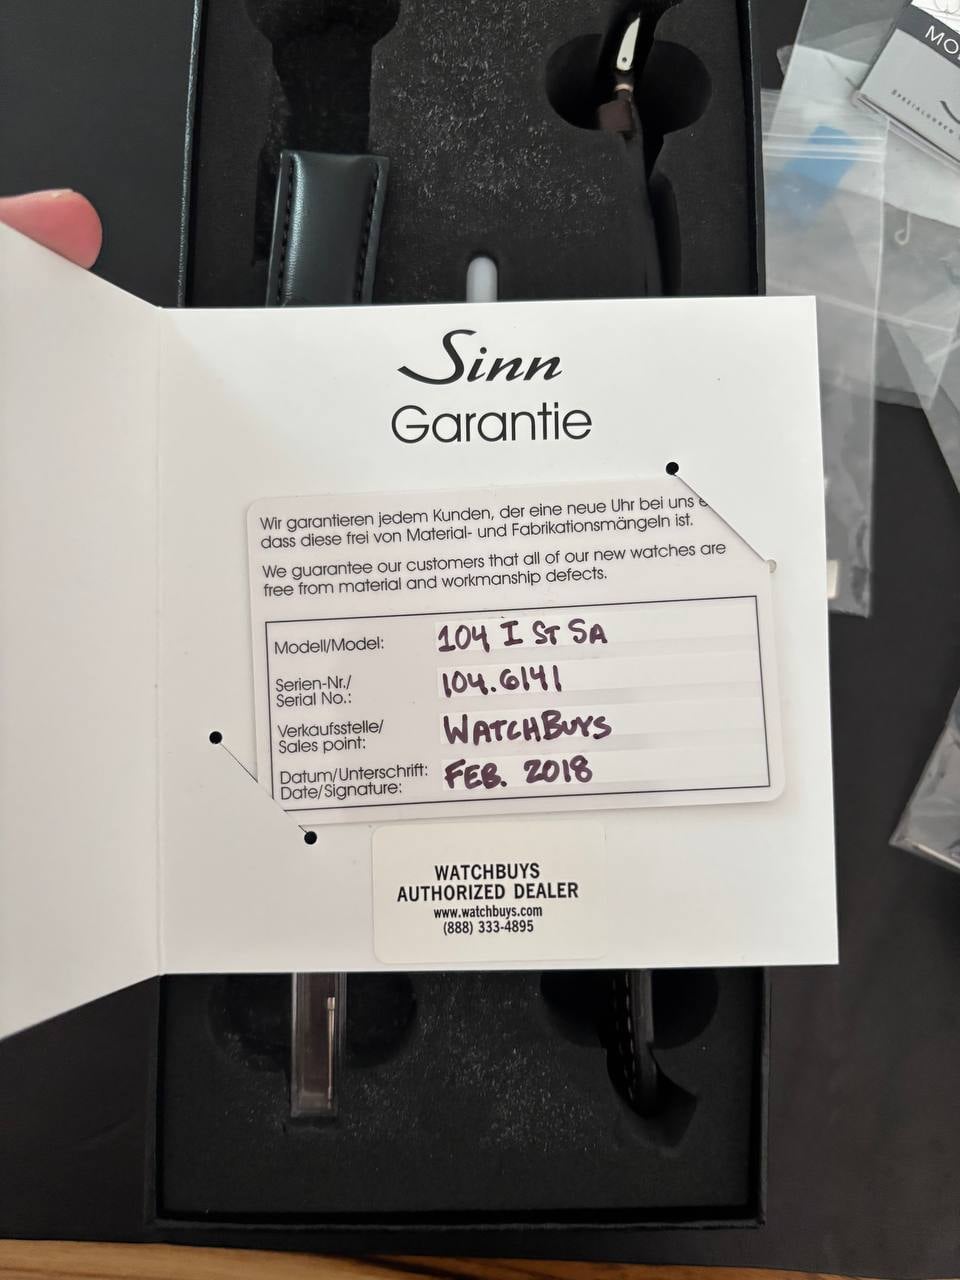 MO
SPEZIALUHREN
Sinn
Garantie
Wir garantieren jedem Kunden, der eine neue Uhr bei uns
dass diese frei von Material- und Fabrikationsmängeln ist.
We guarantee our customers that all of our new watches are
free from material and workmanship defects.
Modell/Model: 104 I ST SA
Serien-Nr./
Serial No.: 104.6141
Verkaufsstelle/
Sales point: WATCHBUYS
Datum/Unterschrift:
Date/Signature: FEB. 2018
WATCHBUYS
AUTHORIZED DEALER
www.watchbuys.com
(888) 333-4895